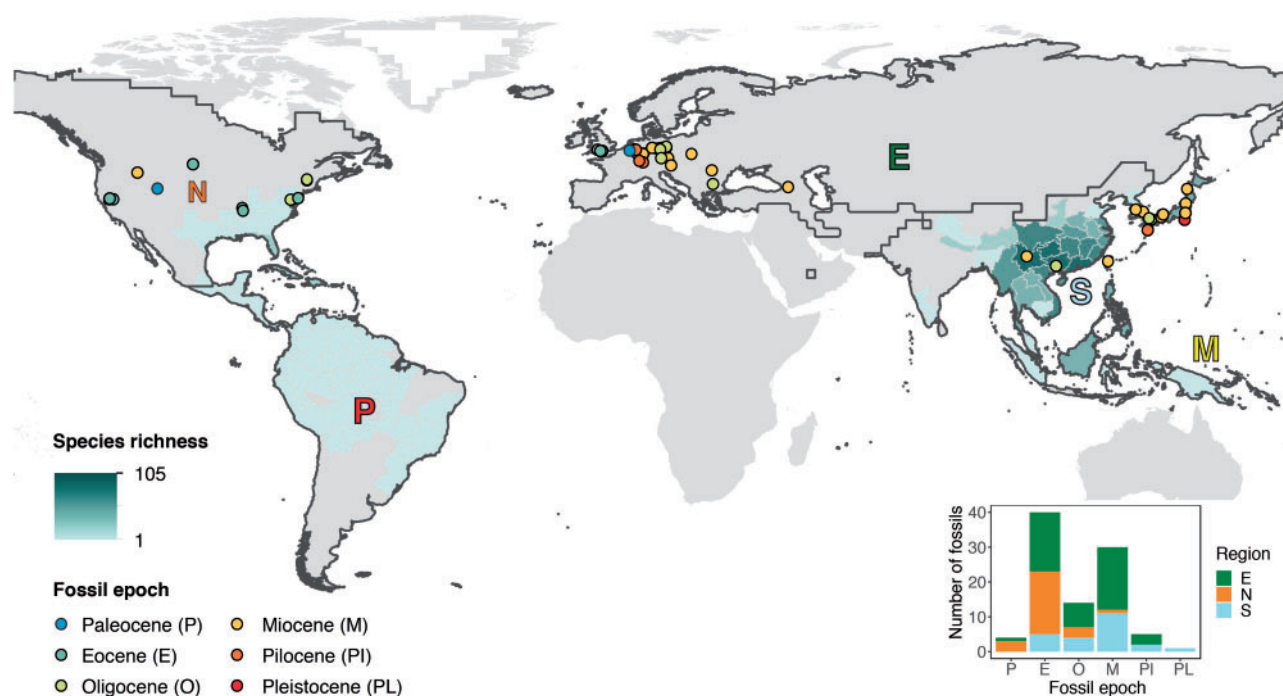 N
E
S
M
P
Species richness
105
1
Fossil epoch
Paleocene (P)
Eocene (E)
Oligocene (O)
Miocene (M)
Pilocene (PI)
Pleistocene (PL)
Number of fossils
40
30
20
10
0
P E O M PI PL
Fossil epoch
Region
E
N
S